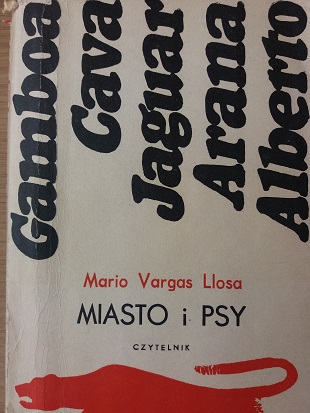 Gamboa
Cava
Jaguar
Arana
Alberto
Mario Vargas Llosa
MIASTO i PSY
CZYTELNIK